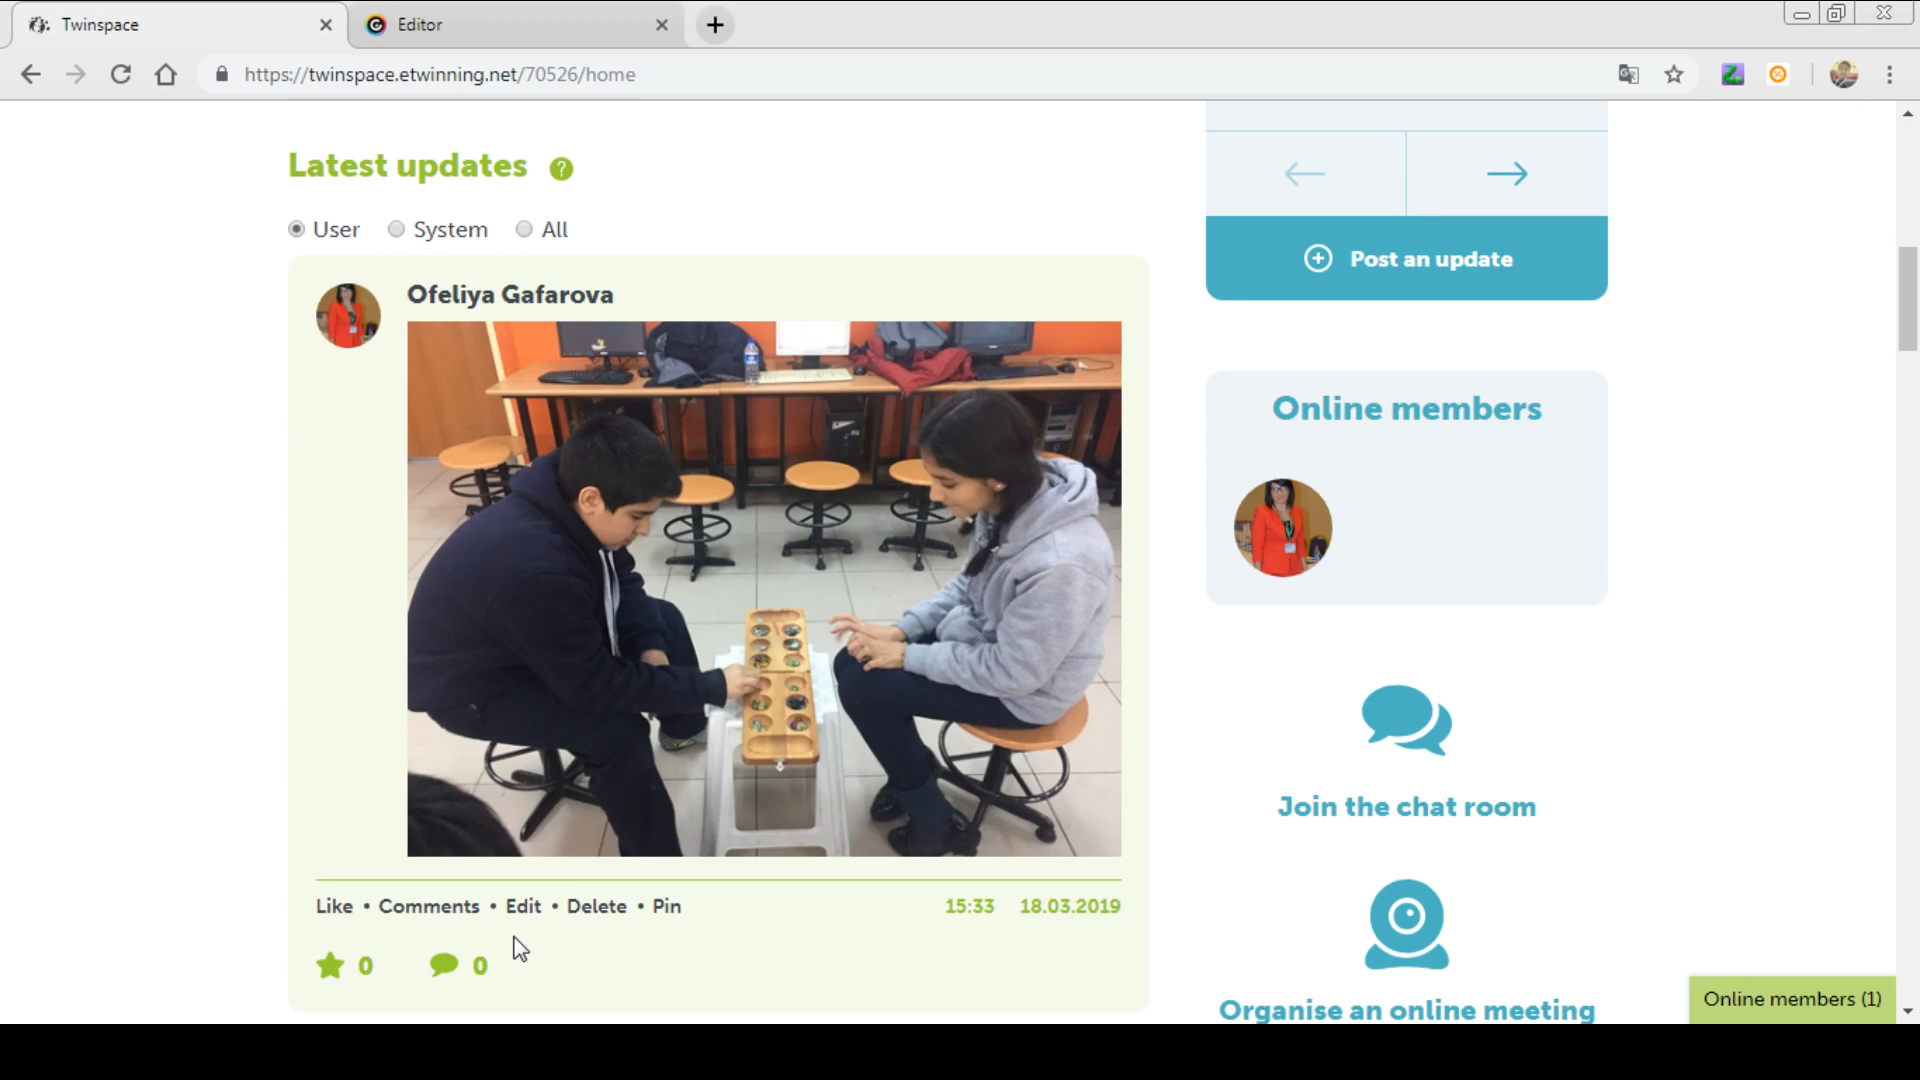 Twinspace
Editor
https://twinspace.etwinning.net/70526/home
Latest updates ?
User System All
Ofeliya Gafarova
Like • Comments • Edit • Delete • Pin 15:33 18.03.2019
0 0
Post an update
Online members
Join the chat room
Organise an online meeting
Online members (1)